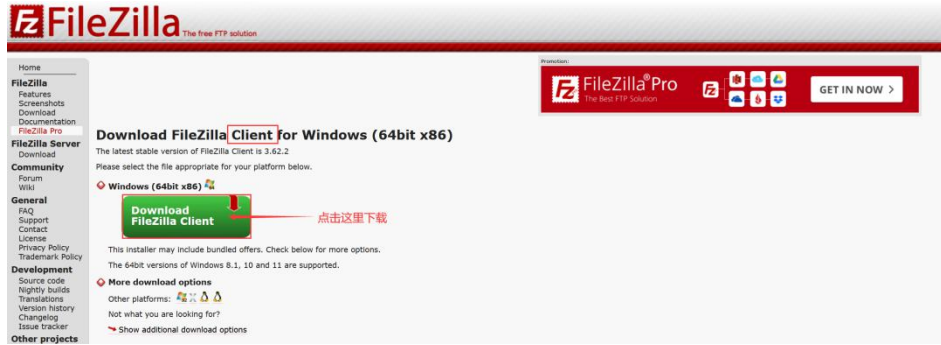 FileZilla The free FTP solution
Home
FileZilla
Features
Screenshots
Download
Documentation
FileZilla Pro
FileZilla Server
Download
Community
Forum
Wiki
General
FAQ
Support
Contact
License
Privacy Policy
Trademark Policy
Development
Source code
Nightly builds
Translations
Version history
Changelog
Issue tracker
Other projects
Promotion:
FileZilla®Pro
The Best FTP Solution
GET IN NOW >
Download FileZilla Client for Windows (64bit x86)
The latest stable version of FileZilla Client is 3.62.2
Please select the file appropriate for your platform below.
Windows (64bit x86)
Download
FileZilla Client
点击这里下载
This installer may include bundled offers. Check below for more options.
The 64bit versions of Windows 8.1, 10 and 11 are supported.
More download options
Other platforms:
Not what you are looking for?
Show additional download options